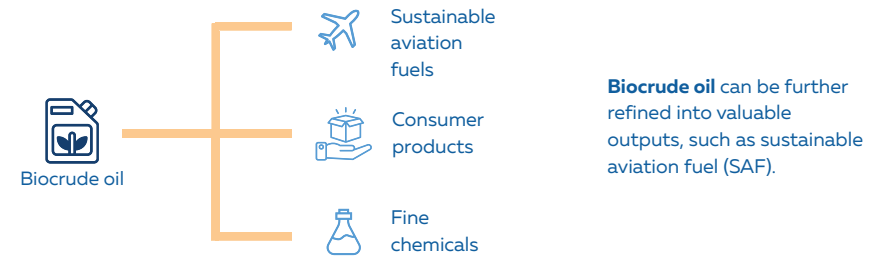 Biocrude oil
Sustainable
aviation
fuels
Consumer
products
Fine
chemicals
Biocrude oil can be further
refined into valuable
outputs, such as sustainable
aviation fuel (SAF).